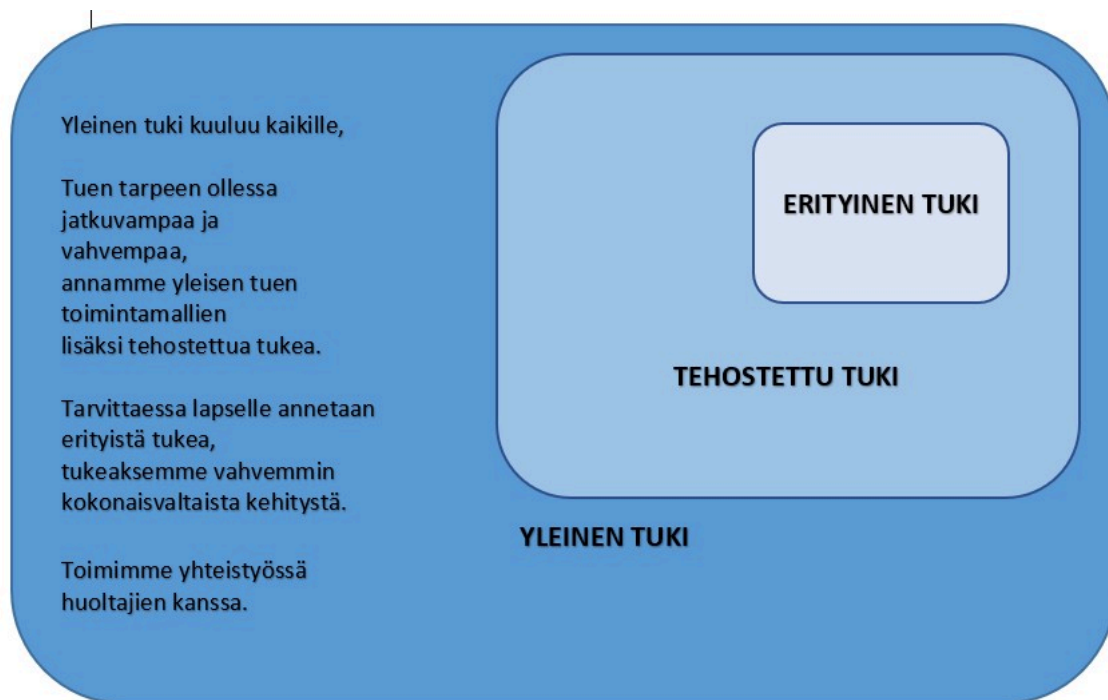 Yleinen tuki kuuluu kaikille,
Tuen tarpeen ollessa
jatkuvampaa ja
vahvempaa,
annamme yleisen tuen
toimintamallien
lisäksi tehostettua tukea.
Tarvittaessa lapselle annetaan
erityistä tukea,
tukeaksemme vahvemmin
kokonaisvaltaista kehitystä.
Toimimme yhteistyössä
huoltajien kanssa.
ERITYINEN TUKI
TEHOSTETTU TUKI
YLEINEN TUKI